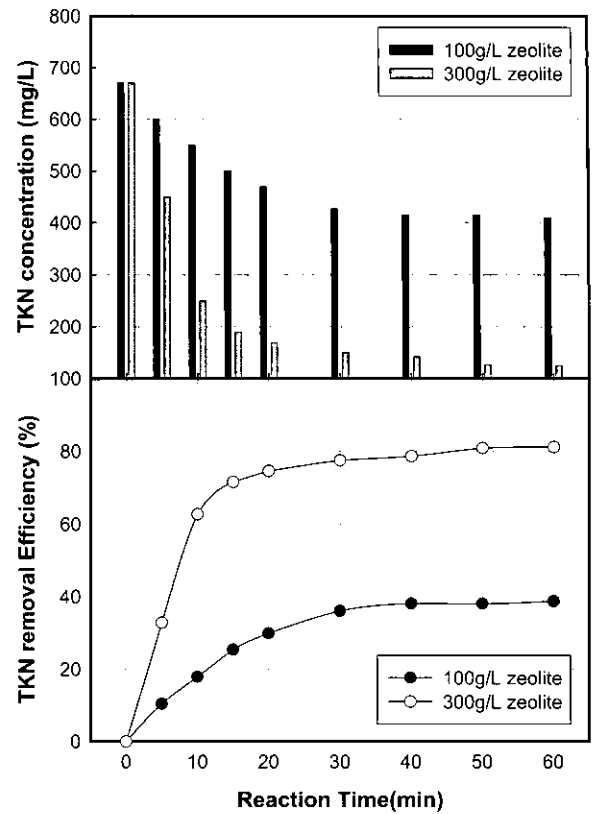 800
700
600
500
400
300
200
100
TKN concentration (mg/L)
100g/L zeolite
300g/L zeolite
80
60
40
20
0
TKN removal Efficiency (%)
100g/L zeolite
300g/L zeolite
0 10 20 30 40 50 60
Reaction Time(min)